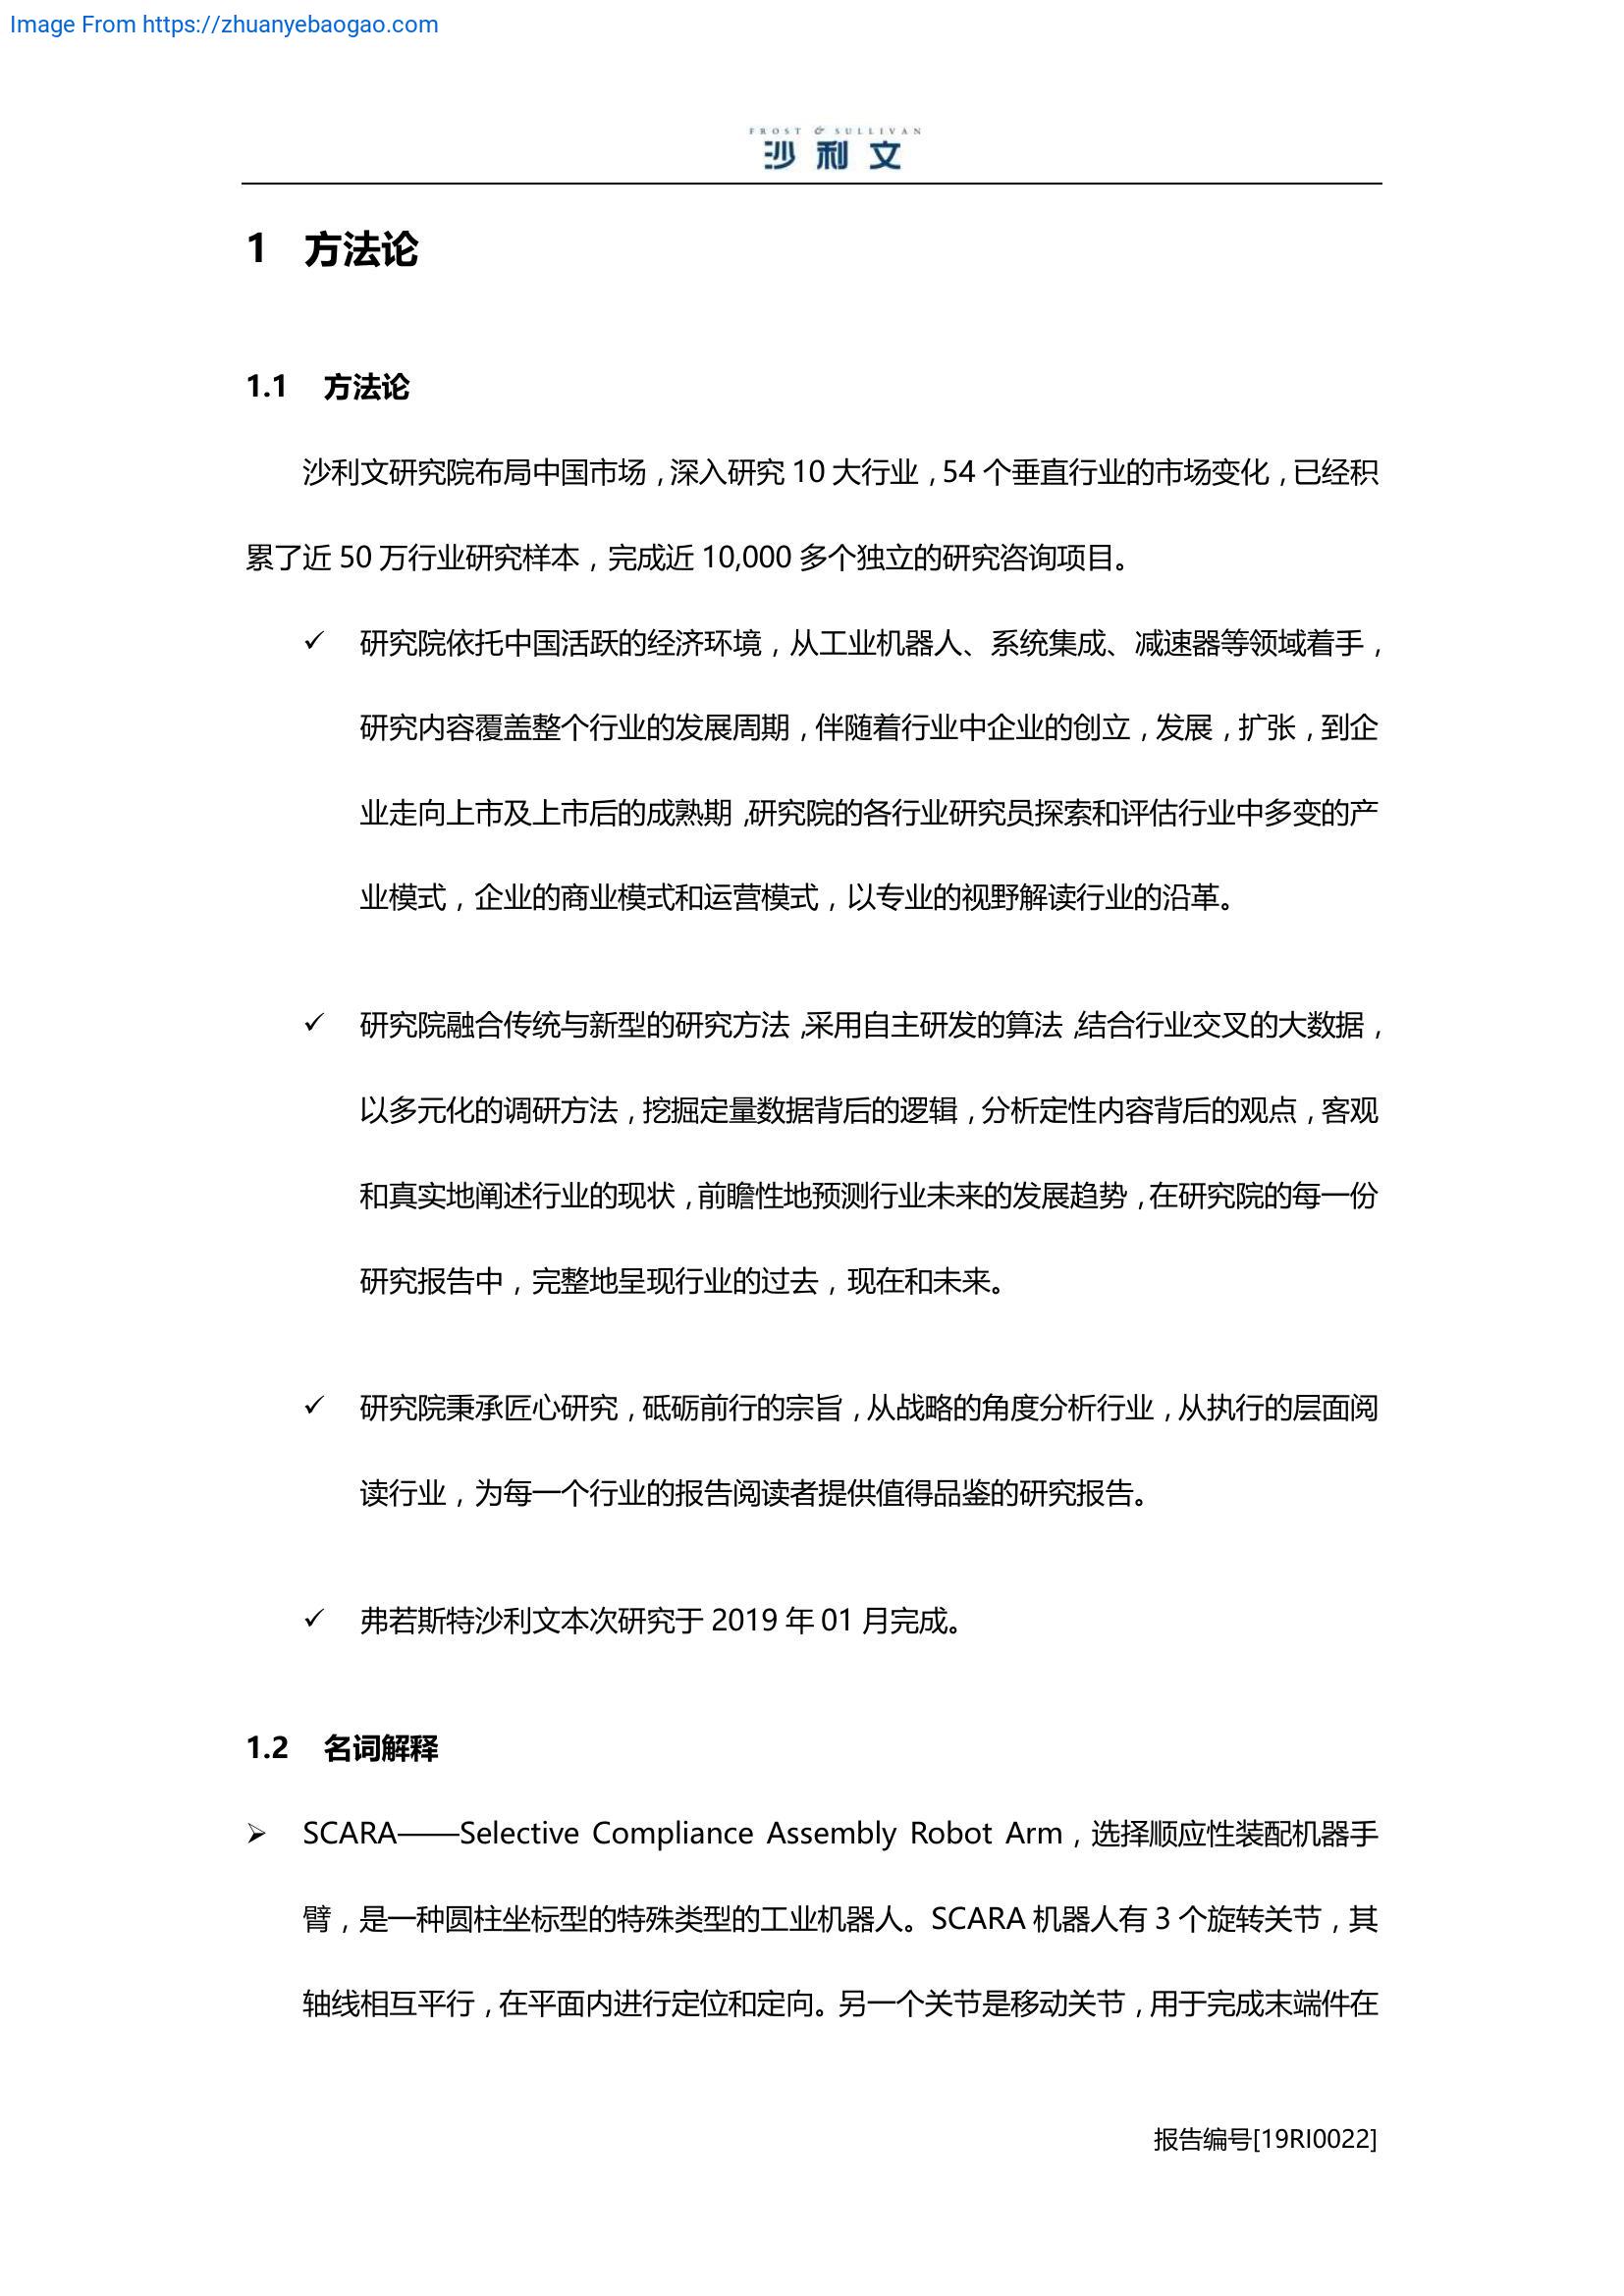 Image From https://zhuanyebaogao.com
FROST & SULLIVAN
沙利文
1 方法论
1.1 方法论
沙利文研究院布局中国市场，深入研究 10 大行业，54 个垂直行业的市场变化，已经积
累了近 50 万行业研究样本，完成近 10,000 多个独立的研究咨询项目。
✓ 研究院依托中国活跃的经济环境，从工业机器人、系统集成、减速器等领域着手，
研究内容覆盖整个行业的发展周期，伴随着行业中企业的创立，发展，扩张，到企
业走向上市及上市后的成熟期，研究院的各行业研究员探索和评估行业中多变的产
业模式，企业的商业模式和运营模式，以专业的视野解读行业的沿革。
✓ 研究院融合传统与新型的研究方法，采用自主研发的算法，结合行业交叉的大数据，
以多元化的调研方法，挖掘定量数据背后的逻辑，分析定性内容背后的观点，客观
和真实地阐述行业的现状，前瞻性地预测行业未来的发展趋势，在研究院的每一份
研究报告中，完整地呈现行业的过去，现在和未来。
✓ 研究院秉承匠心研究，砥砺前行的宗旨，从战略的角度分析行业，从执行的层面阅
读行业，为每一个行业的报告阅读者提供值得品鉴的研究报告。
✓ 弗若斯特沙利文本次研究于 2019 年 01 月完成。
1.2 名词解释
➢ SCARA——Selective Compliance Assembly Robot Arm，选择顺应性装配机器手
臂，是一种圆柱坐标型的特殊类型的工业机器人。SCARA 机器人有 3 个旋转关节，其
轴线相互平行，在平面内进行定位和定向。另一个关节是移动关节，用于完成末端件在
报告编号[19RI0022]